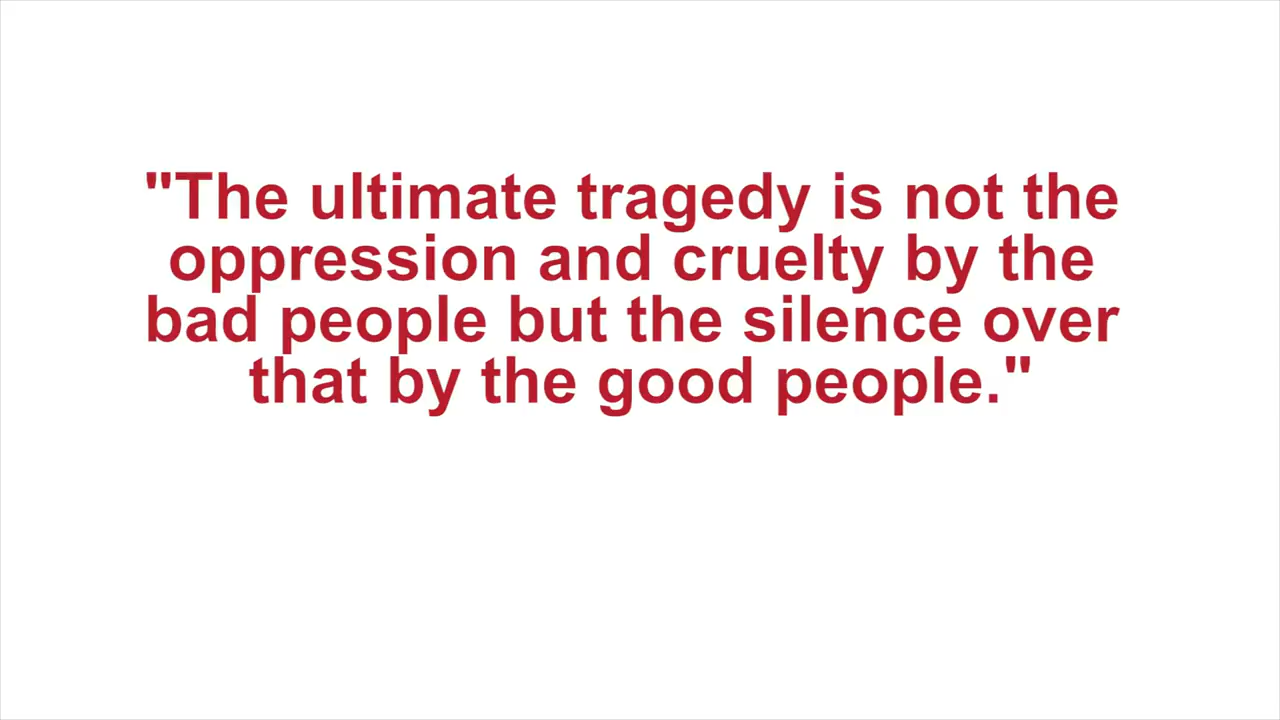 "The ultimate tragedy is not the
oppression and cruelty by the
bad people but the silence over
that by the good people."